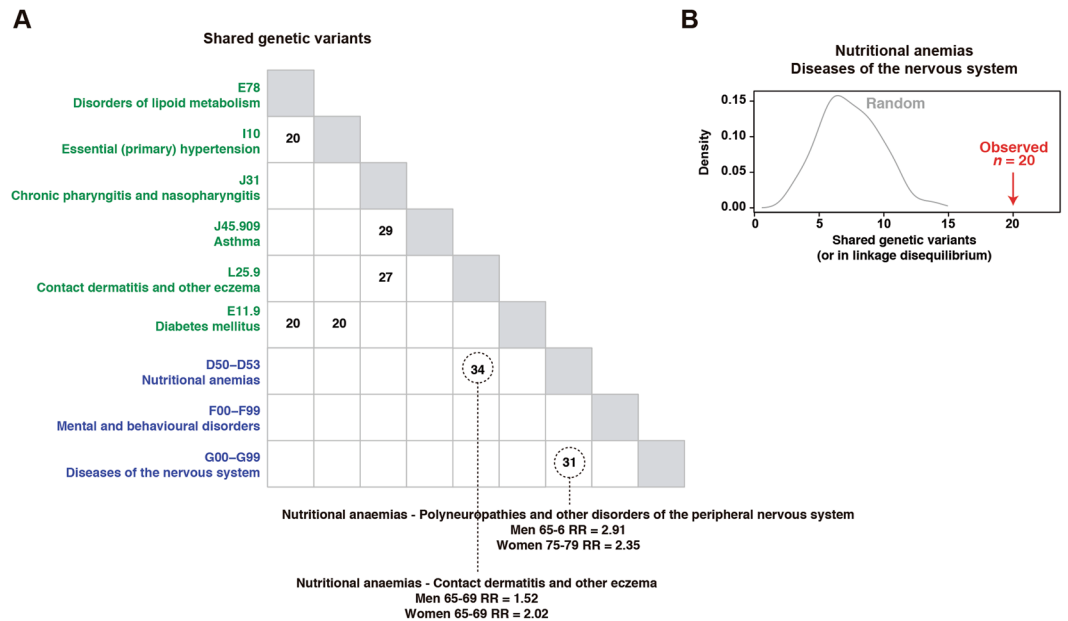 A
Shared genetic variants
E78
Disorders of lipoid metabolism
I10
Essential (primary) hypertension
20
J31
Chronic pharyngitis and nasopharyngitis
J45.909
Asthma
29
L25.9
Contact dermatitis and other eczema
27
E11.9
Diabetes mellitus
20 20
D50–D53
Nutritional anemias
34
F00–F99
Mental and behavioural disorders
G00–G99
Diseases of the nervous system
31
Nutritional anaemias - Polyneuropathies and other disorders of the peripheral nervous system
Men 65-6 RR = 2.91
Women 75-79 RR = 2.35
Nutritional anaemias - Contact dermatitis and other eczema
Men 65-69 RR = 1.52
Women 65-69 RR = 2.02
B
Nutritional anemias
Diseases of the nervous system
Density
0.15
0.10
0.05
0.00
Random
Observed
n = 20
0 5 10 15 20
Shared genetic variants
(or in linkage disequilibrium)